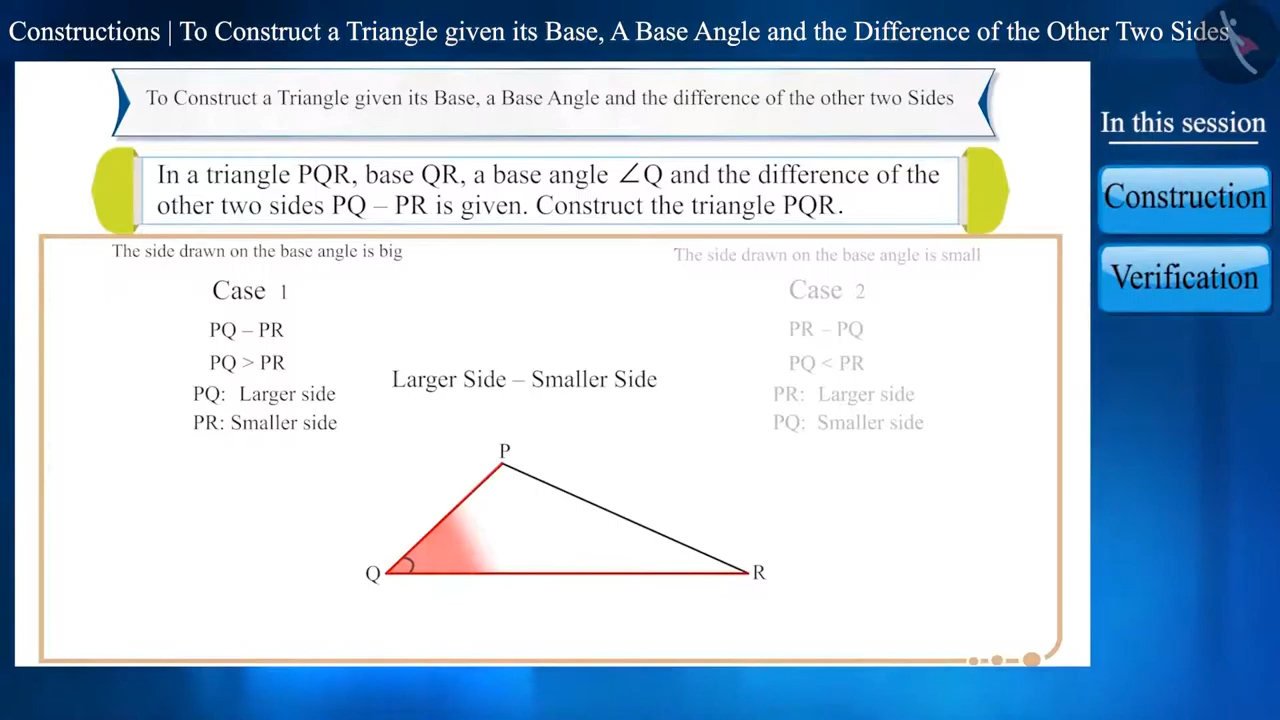 Constructions | To Construct a Triangle given its Base, A Base Angle and the Difference of the Other Two Sides
To Construct a Triangle given its Base, a Base Angle and the difference of the other two Sides
In this session
Construction
Verification
In a triangle PQR, base QR, a base angle ∠Q and the difference of the
other two sides PQ – PR is given. Construct the triangle PQR.
The side drawn on the base angle is big
Case 1
PQ – PR
PQ > PR
PQ: Larger side
PR: Smaller side
Larger Side – Smaller Side
The side drawn on the base angle is small
Case 2
PR – PQ
PQ < PR
PR: Larger side
PQ: Smaller side
P
Q
R